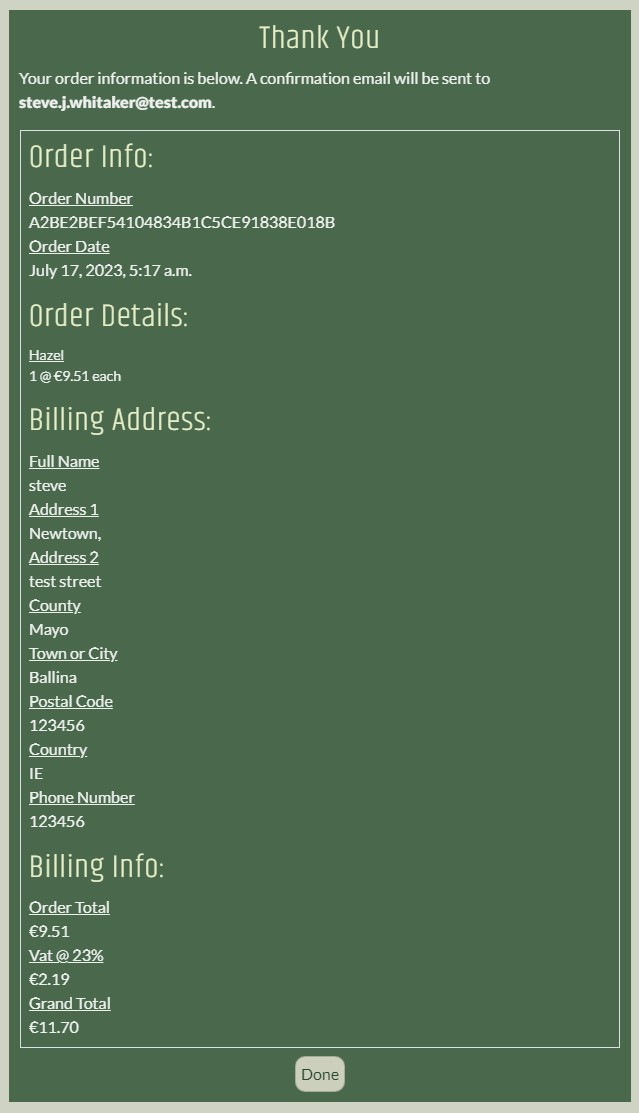 Thank You
Your order information is below. A confirmation email will be sent to
steve.j.whitaker@test.com.
Order Info:
Order Number
A2BE2BEF54104834B1C5CE91838E018B
Order Date
July 17, 2023, 5:17 a.m.
Order Details:
Hazel
1 @ €9.51 each
Billing Address:
Full Name
steve
Address 1
Newtown,
Address 2
test street
County
Mayo
Town or City
Ballina
Postal Code
123456
Country
IE
Phone Number
123456
Billing Info:
Order Total
€9.51
Vat @ 23%
€2.19
Grand Total
€11.70
Done